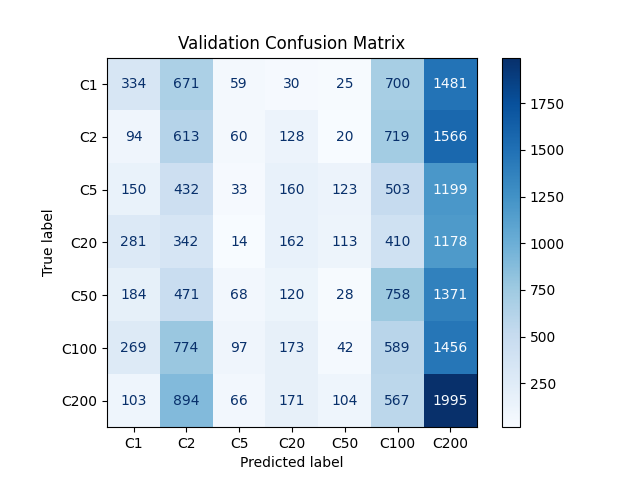 Validation Confusion Matrix
C1 334 671 59 30 25 700 1481
C2 94 613 60 128 20 719 1566
C5 150 432 33 160 123 503 1199
C20 281 342 14 162 113 410 1178
C50 184 471 68 120 28 758 1371
C100 269 774 97 173 42 589 1456
C200 103 894 66 171 104 567 1995
C1 C2 C5 C20 C50 C100 C200
Predicted label
True label
1750
1500
1250
1000
750
500
250